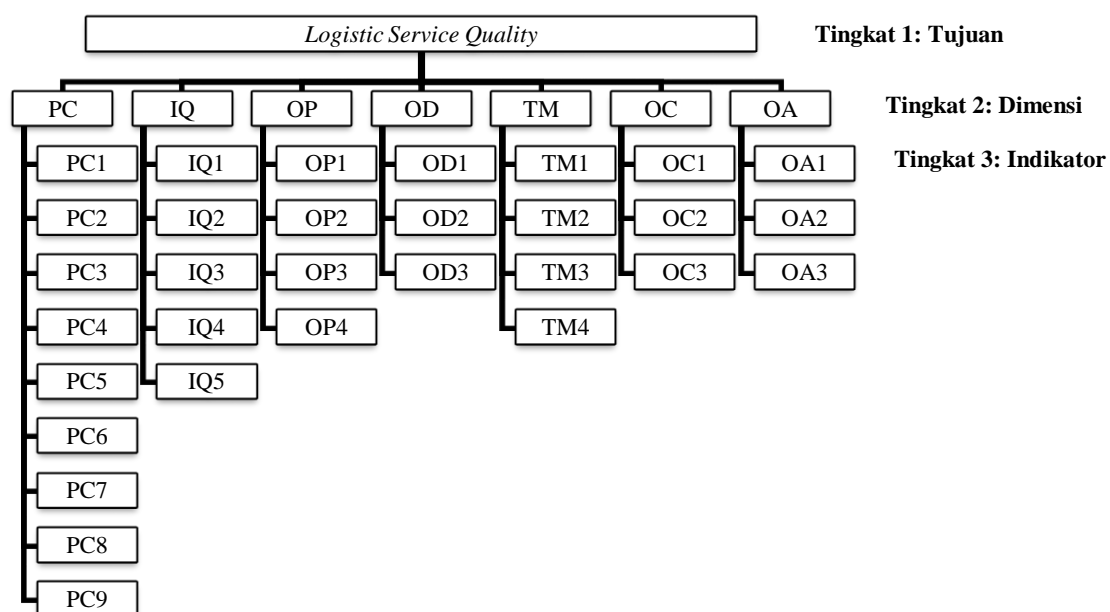 Logistic Service Quality
Tingkat 1: Tujuan
PC IQ OP OD TM OC OA
Tingkat 2: Dimensi
PC1 IQ1 OP1 OD1 TM1 OC1 OA1
Tingkat 3: Indikator
PC2 IQ2 OP2 OD2 TM2 OC2 OA2
PC3 IQ3 OP3 OD3 TM3 OC3 OA3
PC4 IQ4 OP4 TM4
PC5 IQ5
PC6
PC7
PC8
PC9